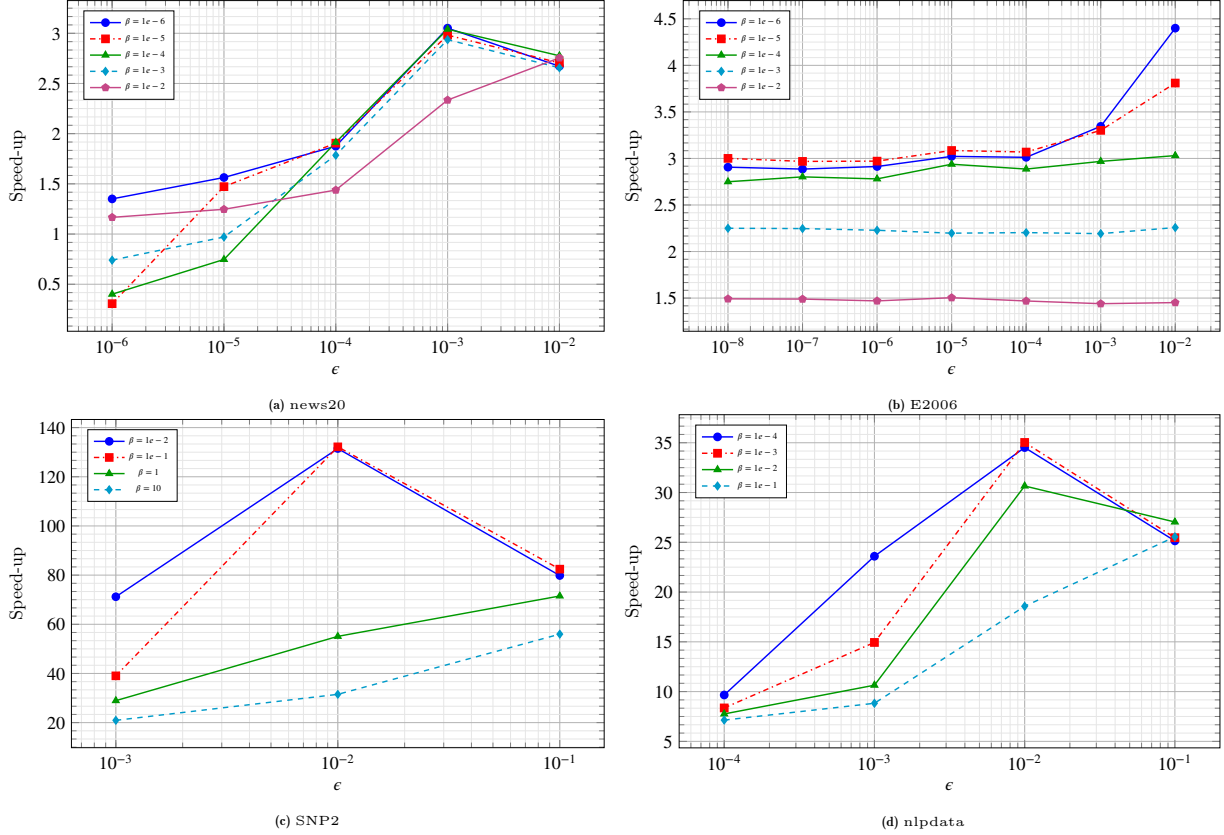 β = 1e − 6
β = 1e − 5
β = 1e − 4
β = 1e − 3
β = 1e − 2
3
2.5
2
1.5
1
0.5
Speed-up
10⁻⁶ 10⁻⁵ 10⁻⁴ 10⁻³ 10⁻²
ϵ
(a) news20
β = 1e − 6
β = 1e − 5
β = 1e − 4
β = 1e − 3
β = 1e − 2
4.5
4
3.5
3
2.5
2
1.5
Speed-up
10⁻⁸ 10⁻⁷ 10⁻⁶ 10⁻⁵ 10⁻⁴ 10⁻³ 10⁻²
ϵ
(b) E2006
β = 1e − 2
β = 1e − 1
β = 1
β = 10
140
120
100
80
60
40
20
Speed-up
10⁻³ 10⁻² 10⁻¹
ϵ
(c) SNP2
β = 1e − 4
β = 1e − 3
β = 1e − 2
β = 1e − 1
35
30
25
20
15
10
5
Speed-up
10⁻⁴ 10⁻³ 10⁻² 10⁻¹
ϵ
(d) nlpdata